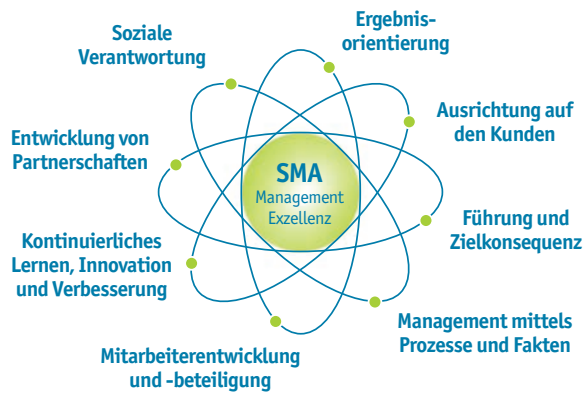 Ergebnis-
orientierung
Soziale
Verantwortung
Ausrichtung auf
den Kunden
Entwicklung von
Partnerschaften
SMA
Management
Exzellenz
Führung und
Zielkonsequenz
Kontinuierliches
Lernen, Innovation
und Verbesserung
Management mittels
Prozesse und Fakten
Mitarbeiterentwicklung
und -beteiligung